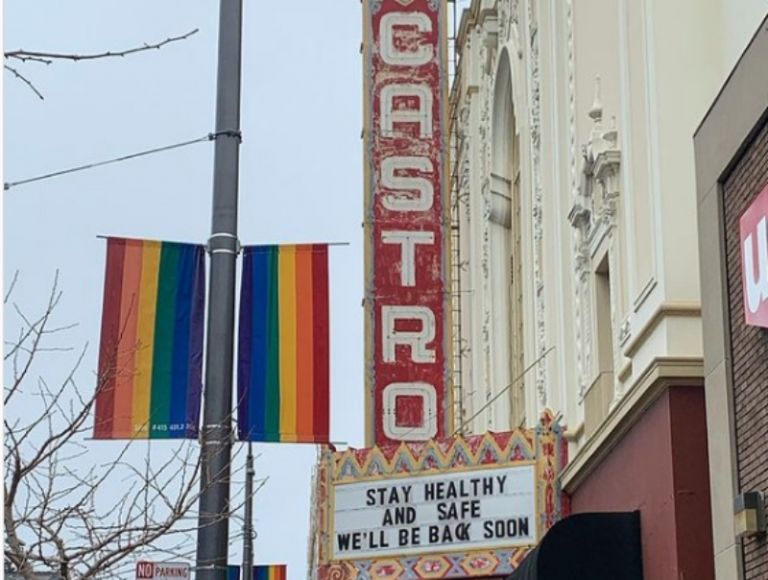 CASTRO
STAY HEALTHY
AND SAFE
WE'LL BE BACK SOON
NO PARKING